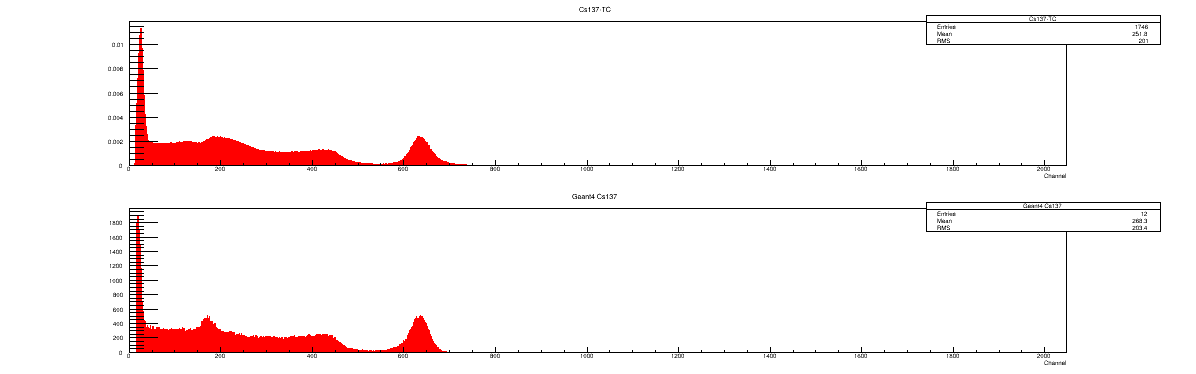 Cs137-TC
Cs137-TC
Entries 1746
Mean 251.8
RMS 201
0.01
0.008
0.006
0.004
0.002
0
0 200 400 600 800 1000 1200 1400 1600 1800 2000
Channel
Geant4 Cs137
Geant4 Cs137
Entries 12
Mean 268.3
RMS 203.4
1800
1600
1400
1200
1000
800
600
400
200
0
0 200 400 600 800 1000 1200 1400 1600 1800 2000
Channel